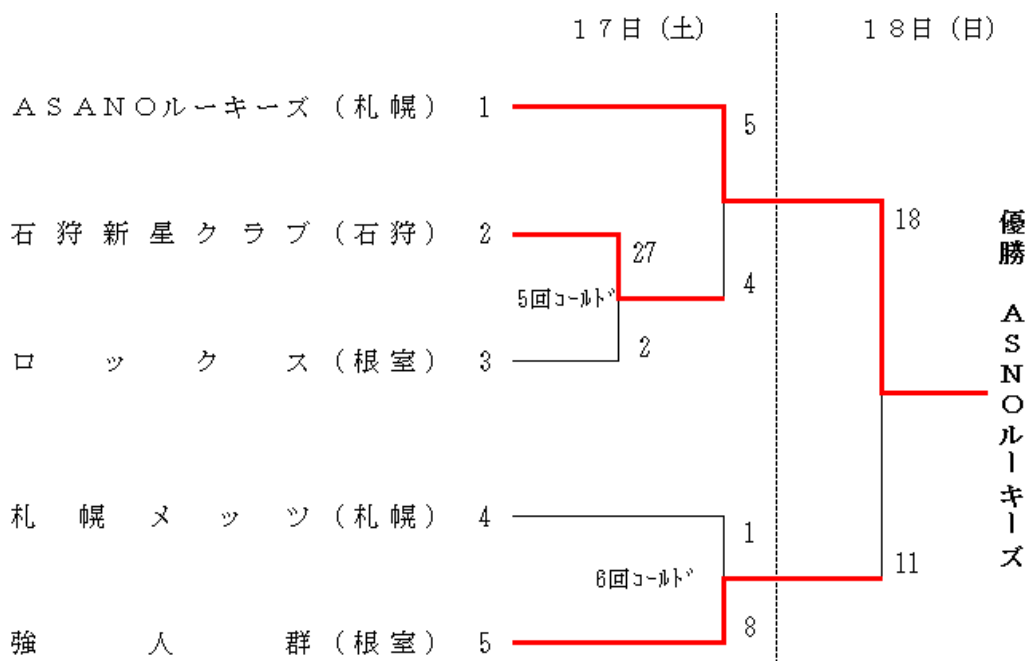 17日(土) 18日(日)
ASANOルーキーズ(札幌) 1
5
石狩新星クラブ(石狩) 2
27
18
5回コールド
4
ロックス(根室) 3
2
札幌メッツ(札幌) 4
1
6回コールド
11
強人群(根室) 5
8
優勝 ASNOルーキーズ